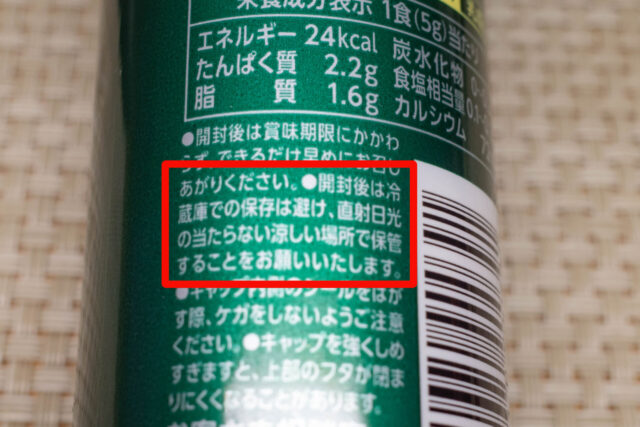 栄養成分表示 1食(5g)当たり
エネルギー 24kcal 炭水化物
たんぱく質 2.2g 食塩相当量
脂 質 1.6g カルシウム
●開封後は賞味期限にかかわ
らず、できるだけ早めにお召し
あがりください。●開封後は冷
蔵庫での保存は避け、直射日光
の当たらない涼しい場所で保管
することをお願いいたします。
●キャップ内側のシールをはが
す際、ケガをしないようご注意
ください。●キャップを強くしめ
すぎますと、上部のフタが閉ま
りにくくなることがあります。